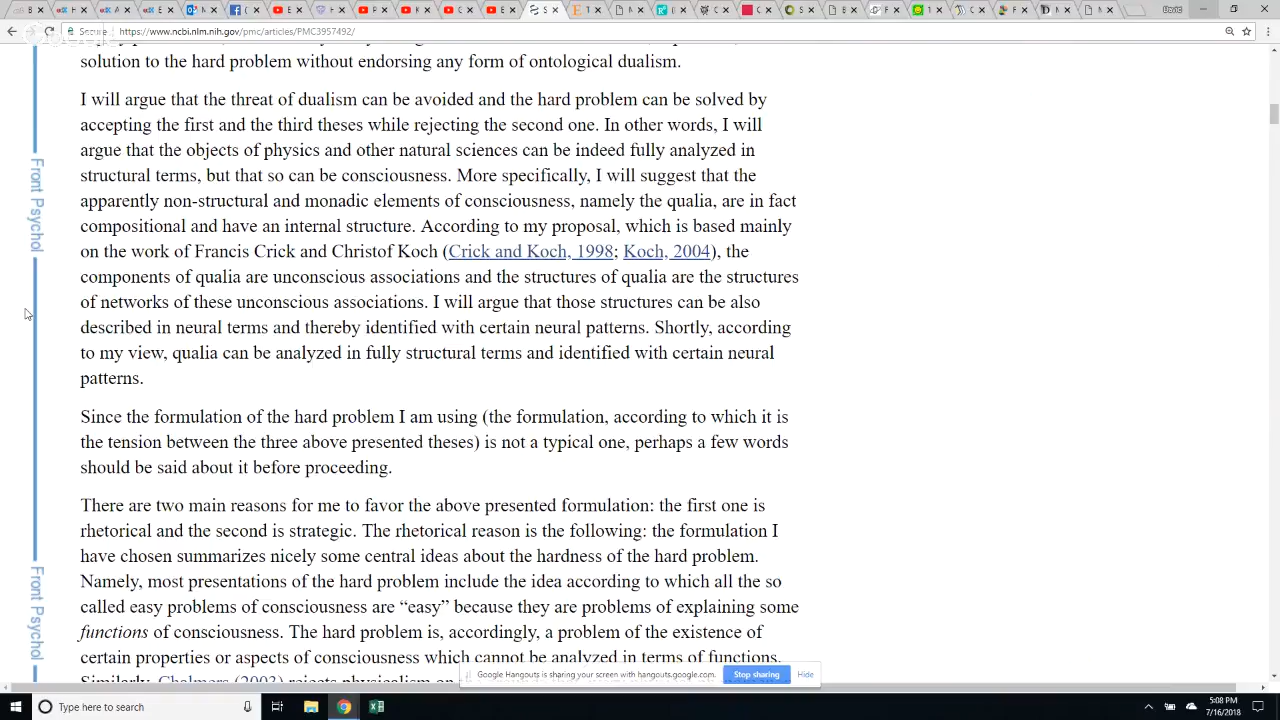 Secure
https://www.ncbi.nlm.nih.gov/pmc/articles/PMC3957492/
solution to the hard problem without endorsing any form of ontological dualism.
I will argue that the threat of dualism can be avoided and the hard problem can be solved by
accepting the first and the third theses while rejecting the second one. In other words, I will
argue that the objects of physics and other natural sciences can be indeed fully analyzed in
structural terms, but that so can be consciousness. More specifically, I will suggest that the
apparently non-structural and monadic elements of consciousness, namely the qualia, are in fact
compositional and have an internal structure. According to my proposal, which is based mainly
on the work of Francis Crick and Christof Koch (Crick and Koch, 1998; Koch, 2004), the
components of qualia are unconscious associations and the structures of qualia are the structures
of networks of these unconscious associations. I will argue that those structures can be also
described in neural terms and thereby identified with certain neural patterns. Shortly, according
to my view, qualia can be analyzed in fully structural terms and identified with certain neural
patterns.
Since the formulation of the hard problem I am using (the formulation, according to which it is
the tension between the three above presented theses) is not a typical one, perhaps a few words
should be said about it before proceeding.
There are two main reasons for me to favor the above presented formulation: the first one is
rhetorical and the second is strategic. The rhetorical reason is the following: the formulation I
have chosen summarizes nicely some central ideas about the hardness of the hard problem.
Namely, most presentations of the hard problem include the idea according to which all the so
called easy problems of consciousness are “easy” because they are problems of explaining some
functions of consciousness. The hard problem is, accordingly, a problem of the existence of
certain properties or aspects of consciousness which cannot be analyzed in terms of functions.
Similarly, Chalmers (2003) rejects physicalism on
Front Psychol
Front Psychol
Google Hangouts is sharing your screen with hangouts.google.com.
Stop sharing
Hide
Type here to search
5:08 PM
7/16/2018